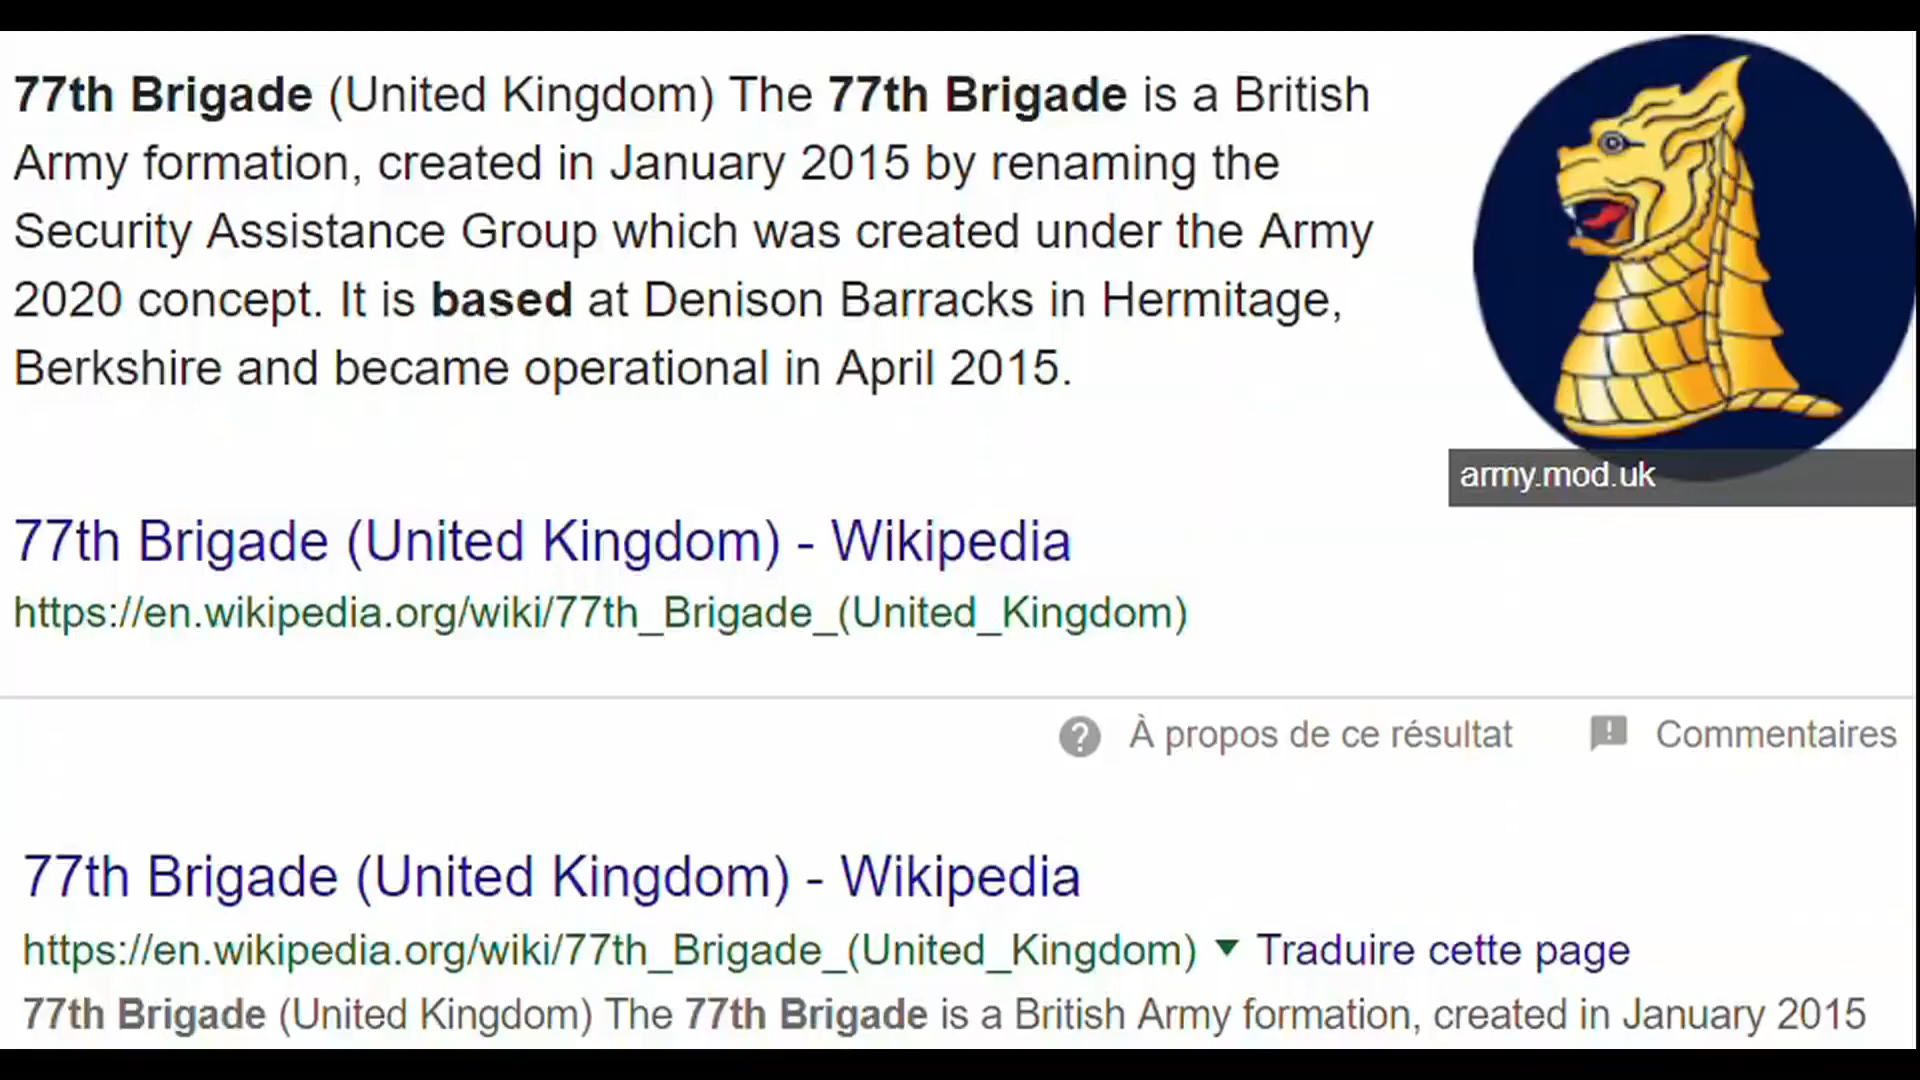 77th Brigade (United Kingdom) The 77th Brigade is a British
Army formation, created in January 2015 by renaming the
Security Assistance Group which was created under the Army
2020 concept. It is based at Denison Barracks in Hermitage,
Berkshire and became operational in April 2015.
army.mod.uk
77th Brigade (United Kingdom) - Wikipedia
https://en.wikipedia.org/wiki/77th_Brigade_(United_Kingdom)
À propos de ce résultat
Commentaires
77th Brigade (United Kingdom) - Wikipedia
https://en.wikipedia.org/wiki/77th_Brigade_(United_Kingdom) ▼ Traduire cette page
77th Brigade (United Kingdom) The 77th Brigade is a British Army formation, created in January 2015